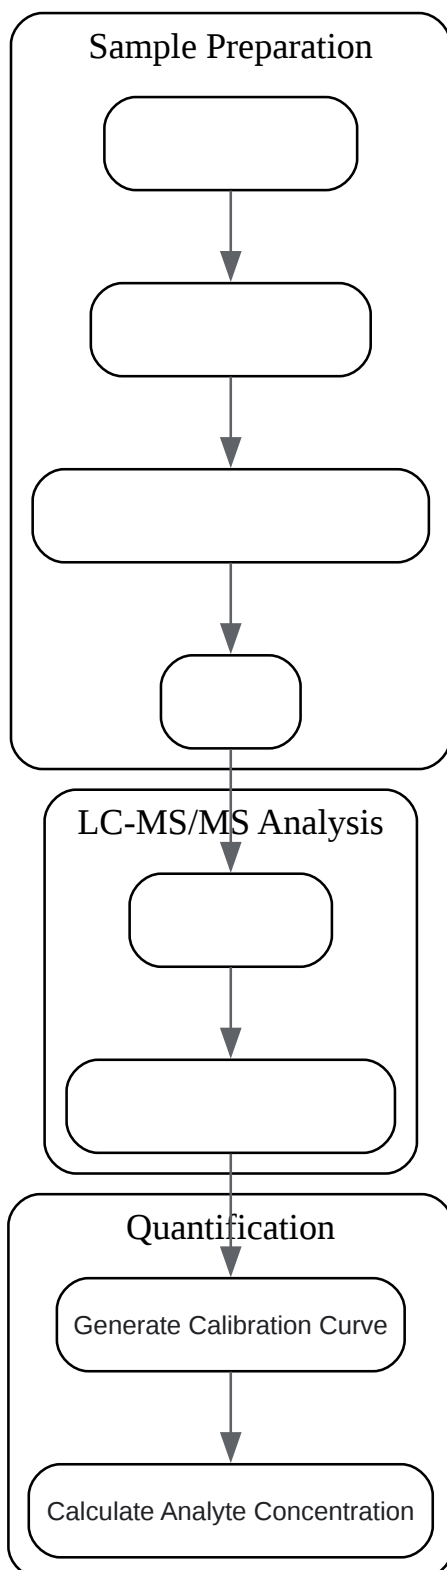 Sample Preparation
LC-MS/MS Analysis
Quantification
Generate Calibration Curve
Calculate Analyte Concentration